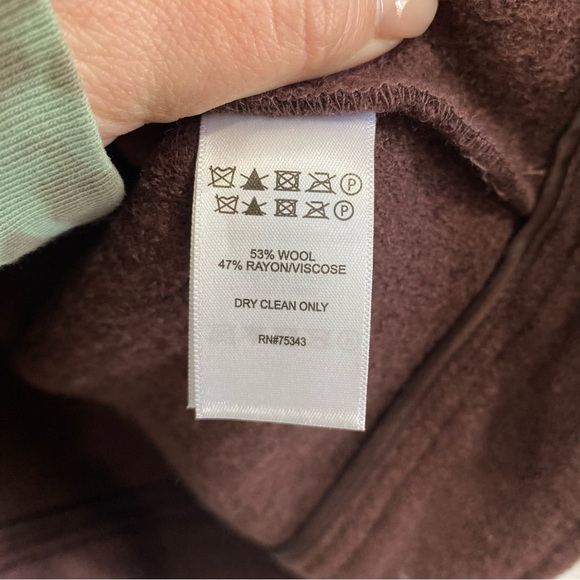 P
P
53% WOOL
47% RAYON/VISCOSE
DRY CLEAN ONLY
RN#75343